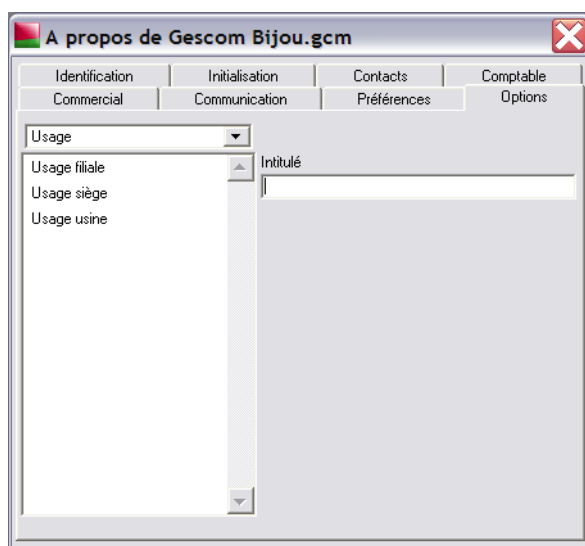 A propos de Gescom Bijou.gcm
Identification Initialisation Contacts Comptable
Commercial Communication Préférences Options
Usage
Usage filiale
Usage siège
Usage usine
Intitulé